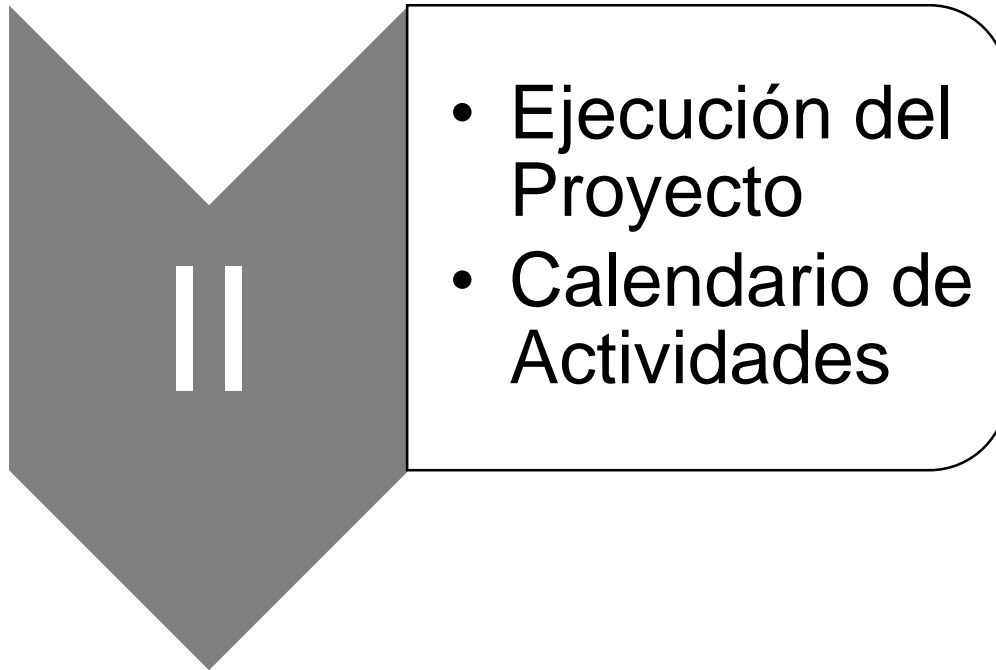 II
• Ejecución del
Proyecto
• Calendario de
Actividades